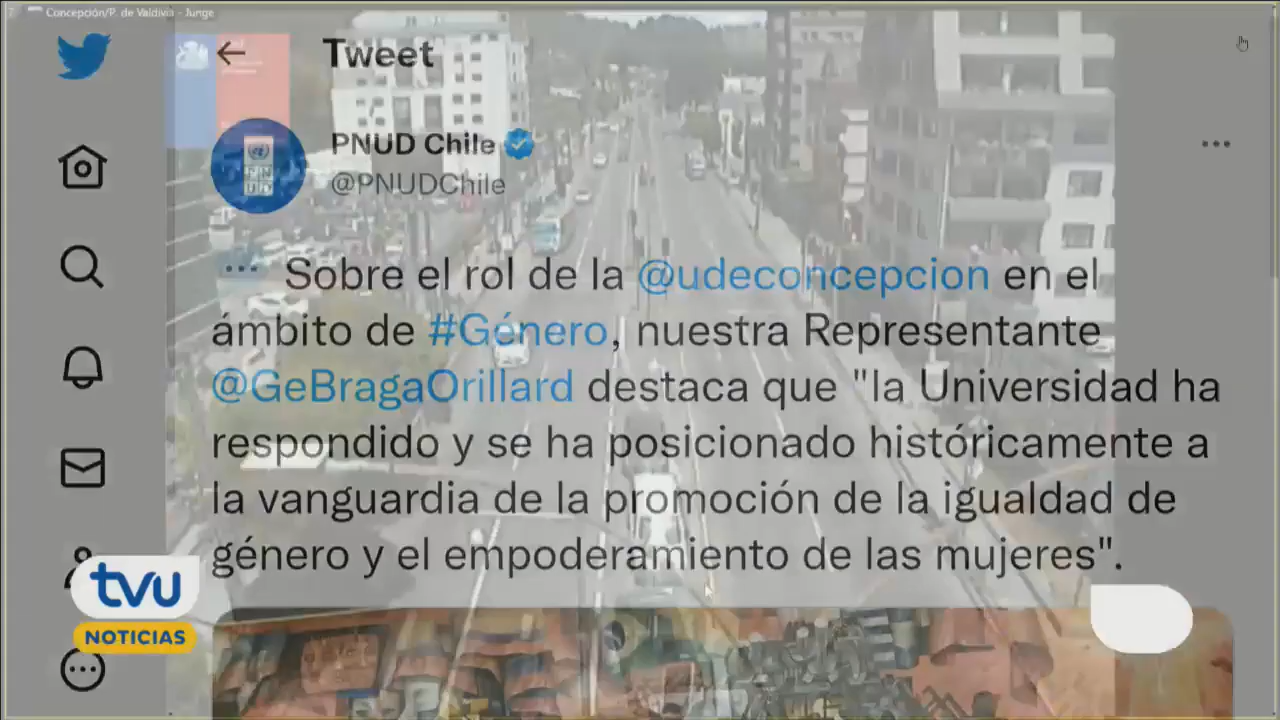 Concepción/P. de Valdivia - Junge
Tweet
PNUD Chile
@PNUDChile
Sobre el rol de la @udeconcepcion en el
ámbito de #Género, nuestra Representante
@GeBragaOrillard destaca que "la Universidad ha
respondido y se ha posicionado históricamente a
la vanguardia de la promoción de la igualdad de
género y el empoderamiento de las mujeres".
tvu
NOTICIAS